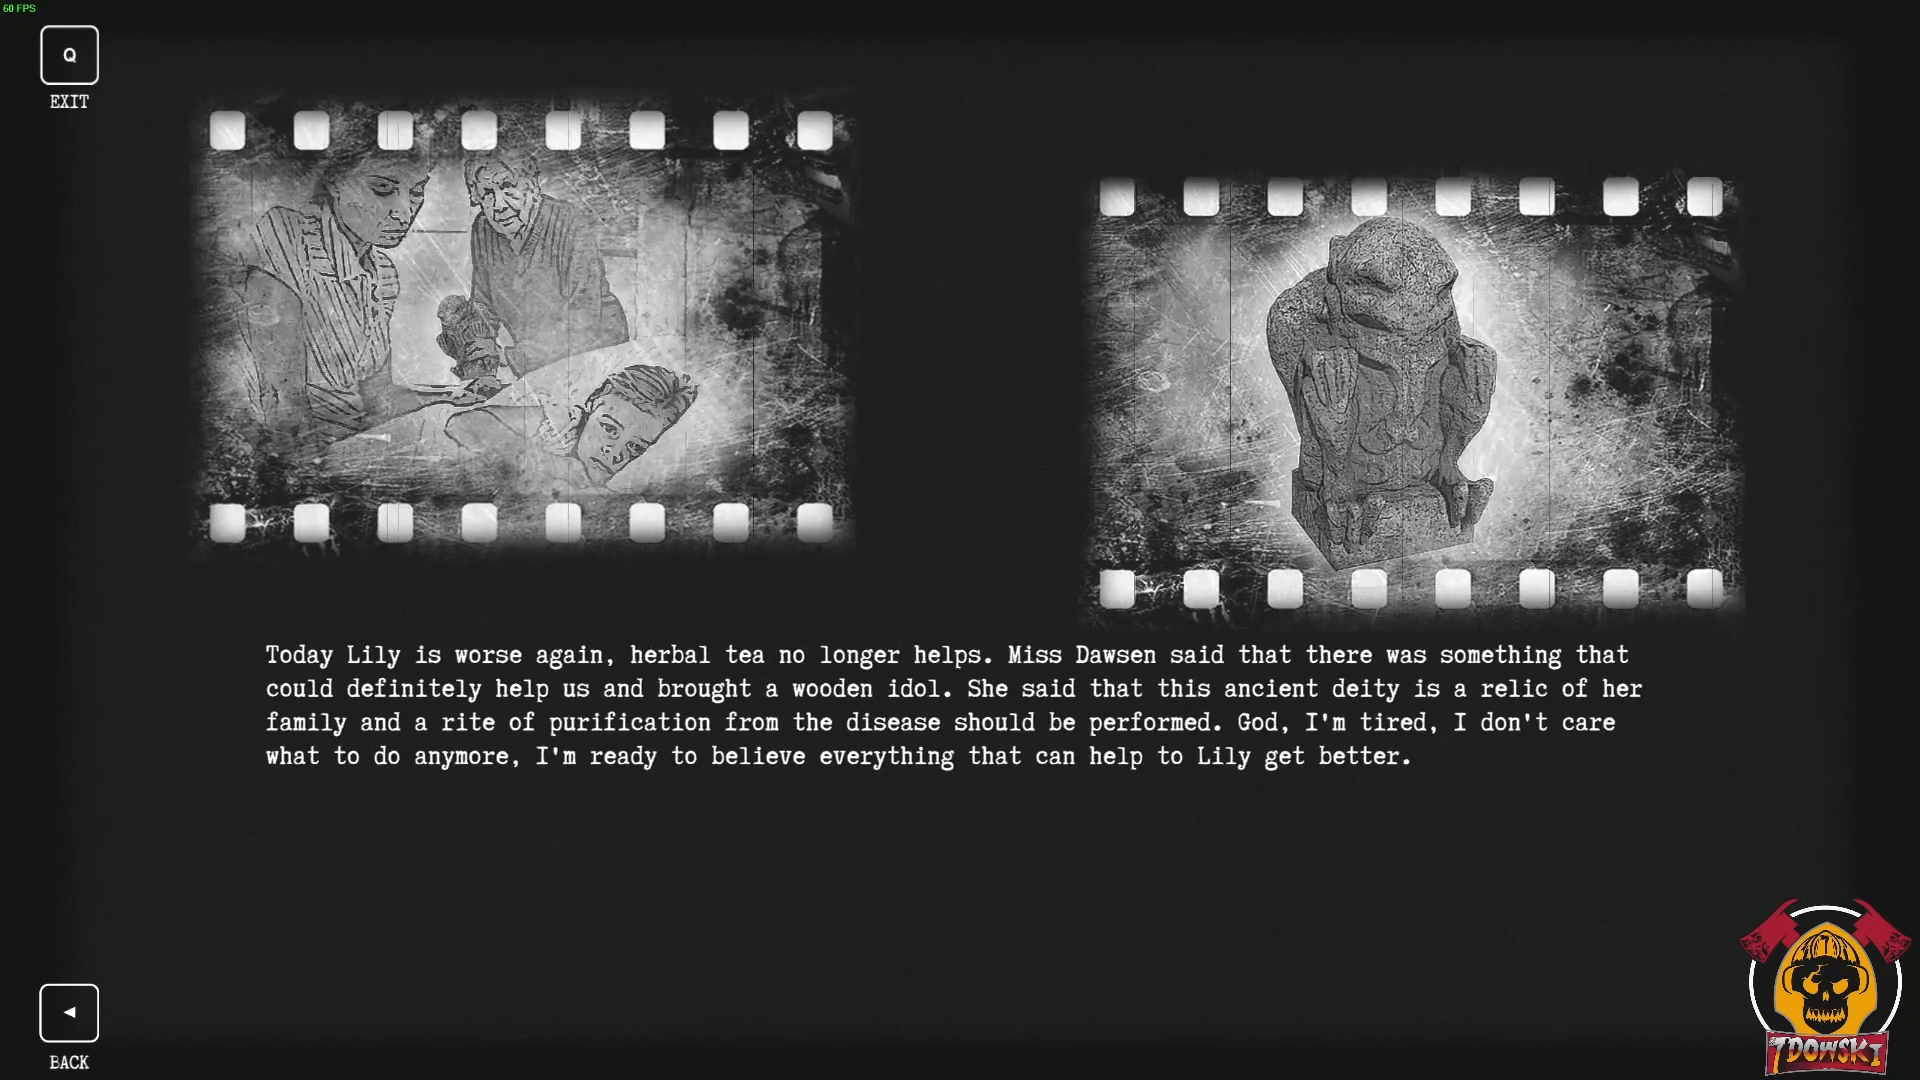 60 FPS
Q
EXIT
Today Lily is worse again, herbal tea no longer helps. Miss Dawsen said that there was something that
could definitely help us and brought a wooden idol. She said that this ancient deity is a relic of her
family and a rite of purification from the disease should be performed. God, I'm tired, I don't care
what to do anymore, I'm ready to believe everything that can help to Lily get better.
BACK
7
7DOWSKI